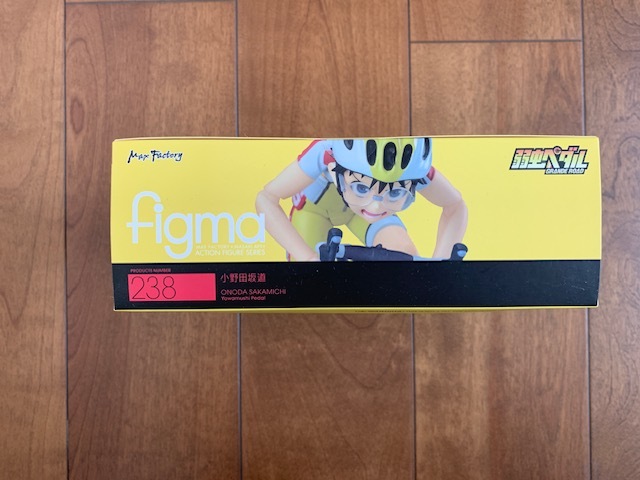 Max Factory
弱虫ペダル
GRANDE ROAD
figma
ACTION FIGURE SERIES
PRODUCTS NUMBER
238
小野田坂道
ONODA SAKAMICHI
Yowamushi Pedal